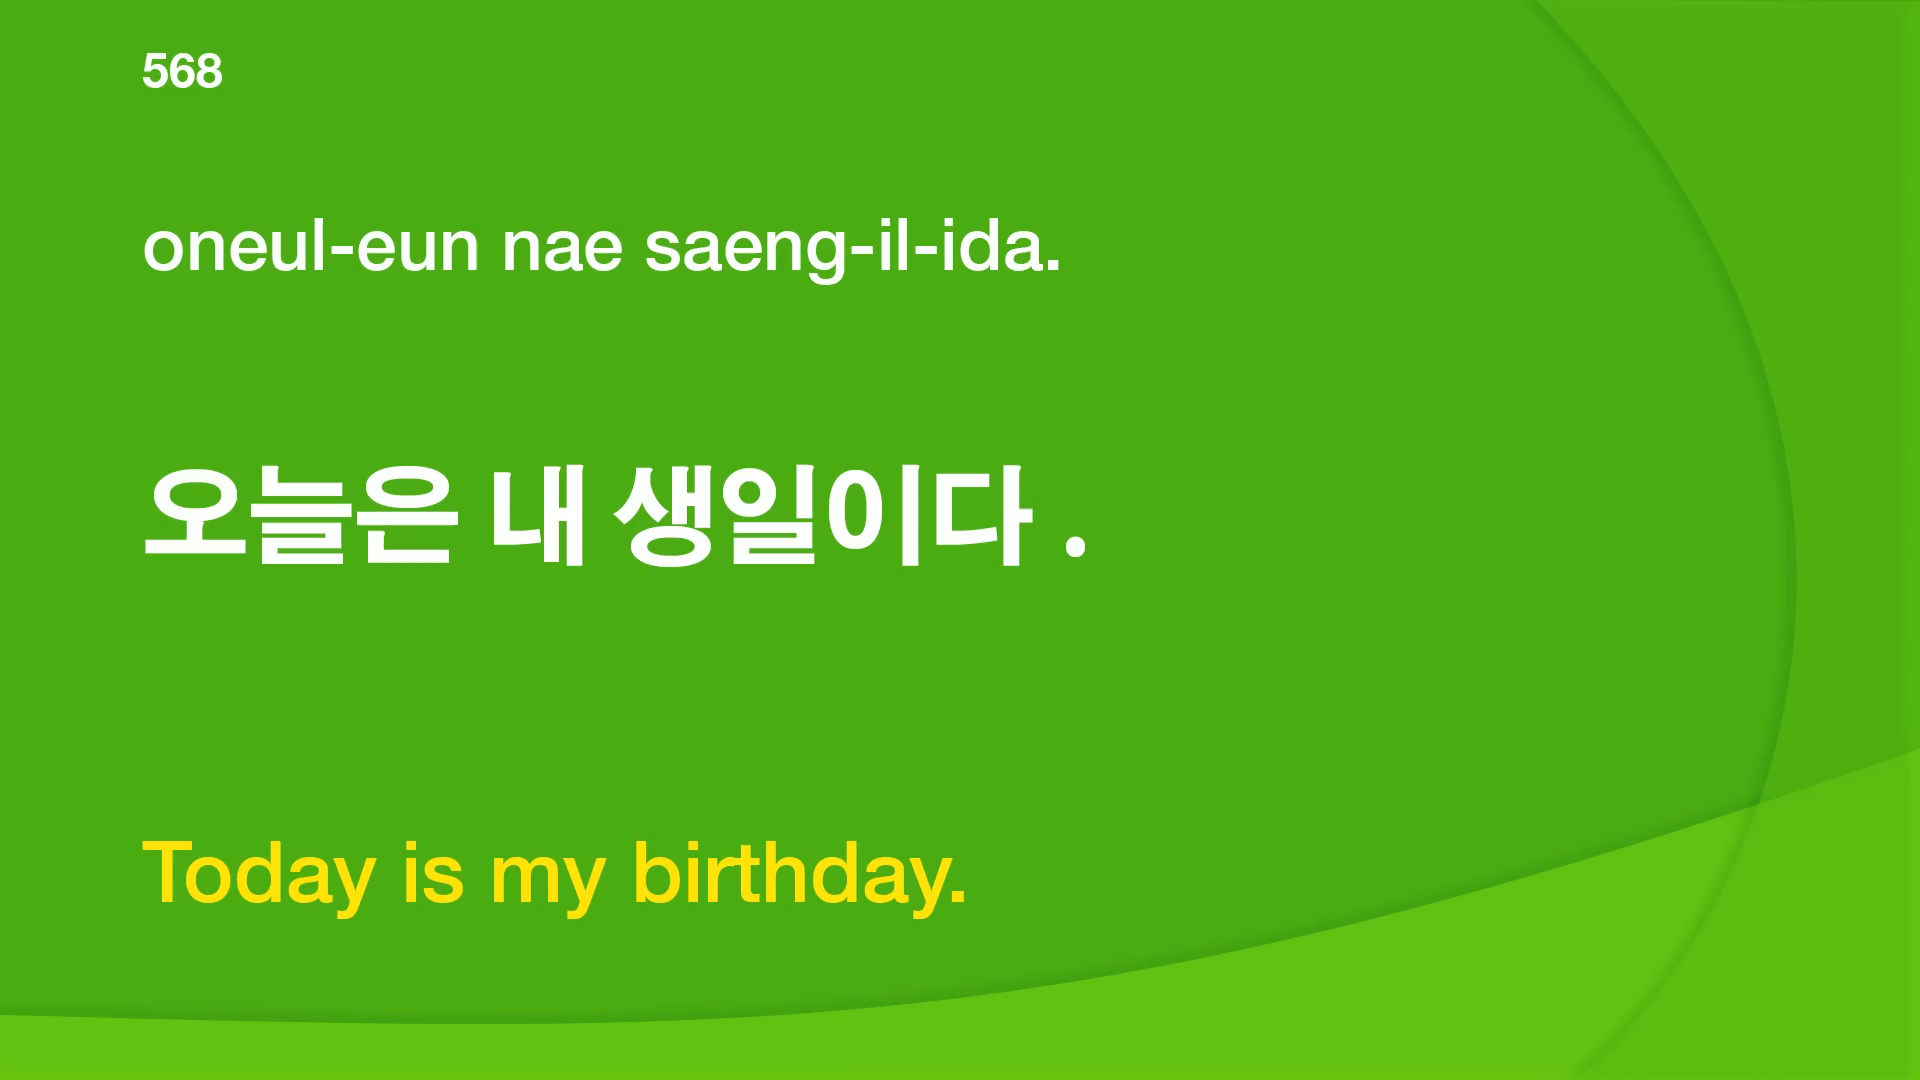 568
oneul-eun nae saeng-il-ida.
오늘은 내 생일이다 .
Today is my birthday.